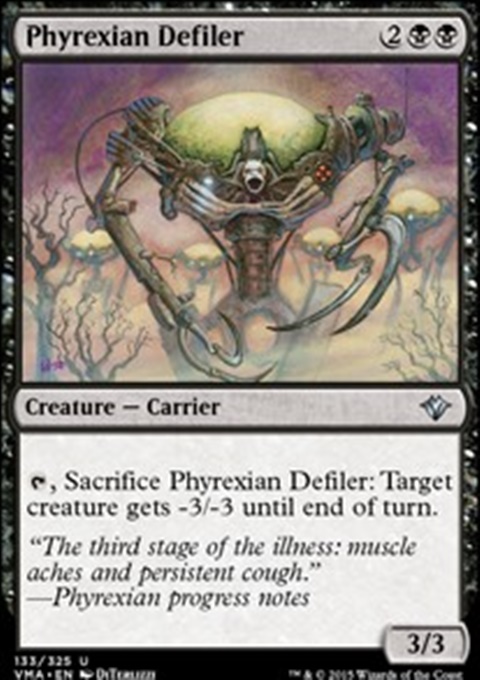 Phyrexian Defiler 2
Creature — Carrier
, Sacrifice Phyrexian Defiler: Target
creature gets -3/-3 until end of turn.
“The third stage of the illness: muscle
aches and persistent cough.”
—Phyrexian progress notes
3/3
133/325 U
VMA • EN DiTerlizzi
™ & © 2015 Wizards of the Coast